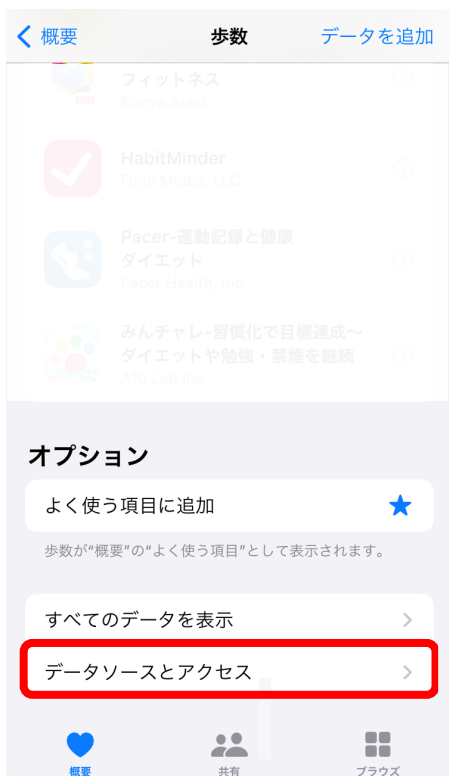 概要
歩数
データを追加
フィットネス
Naoya Araki
HabitMinder
Funn Media, LLC
Pacer-運動記録と健康
ダイエット
Pacer Health, Inc
みんチャレ-習慣化で目標達成〜
ダイエットや勉強・禁煙を継続
A10 Lab Inc.
オプション
よく使う項目に追加
歩数が“概要”の“よく使う項目”として表示されます。
すべてのデータを表示
データソースとアクセス
概要
共有
ブラウズ